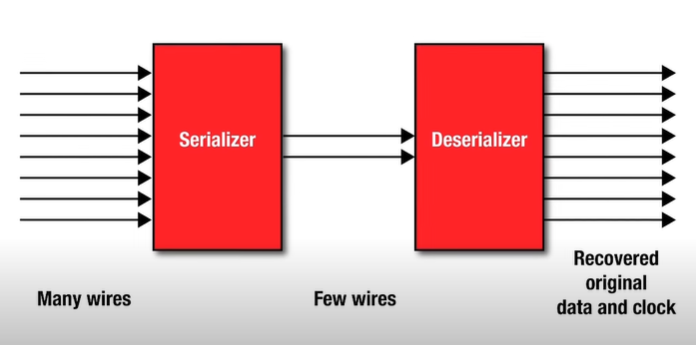 Serializer
Deserializer
Many wires
Few wires
Recovered
original
data and clock